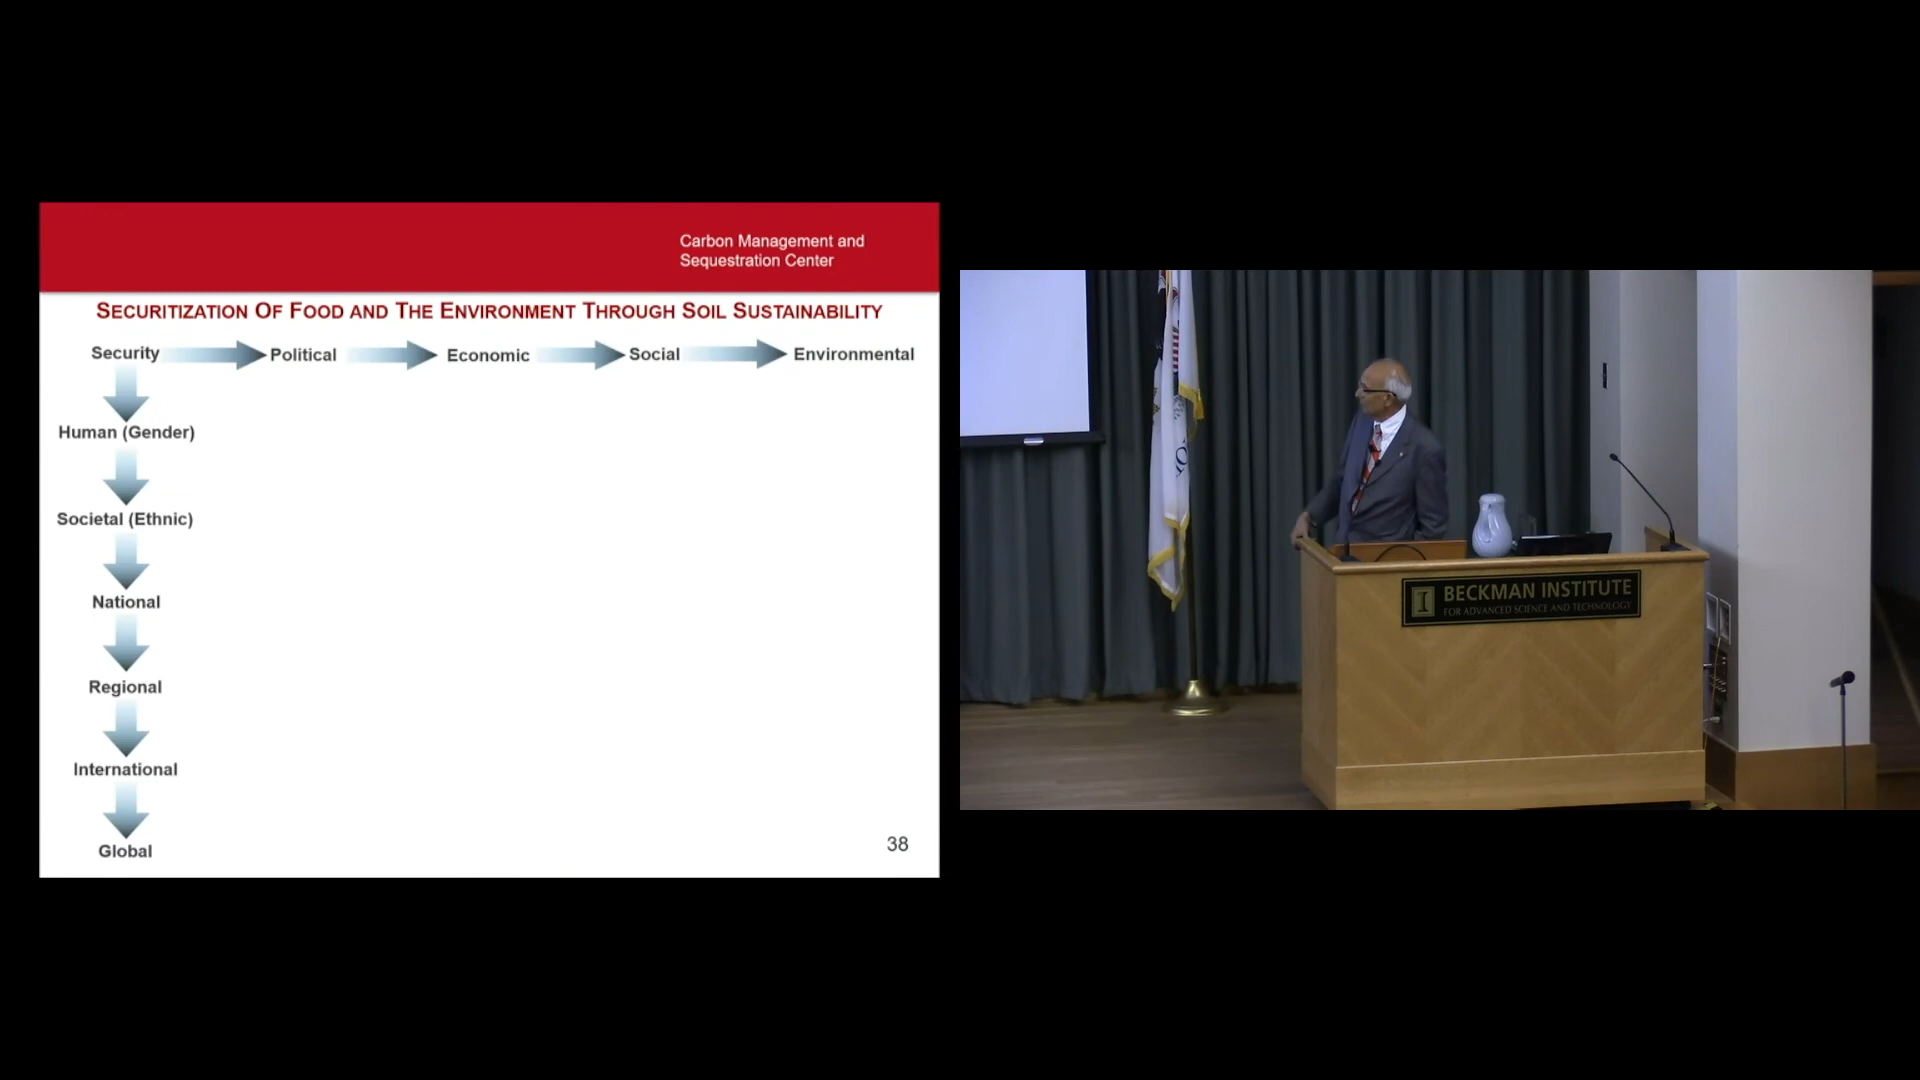 Carbon Management and
Sequestration Center
SECURITIZATION OF FOOD AND THE ENVIRONMENT THROUGH SOIL SUSTAINABILITY
Security Political Economic Social Environmental
Human (Gender)
Societal (Ethnic)
National
Regional
International
Global
38
I BECKMAN INSTITUTE
FOR ADVANCED SCIENCE AND TECHNOLOGY